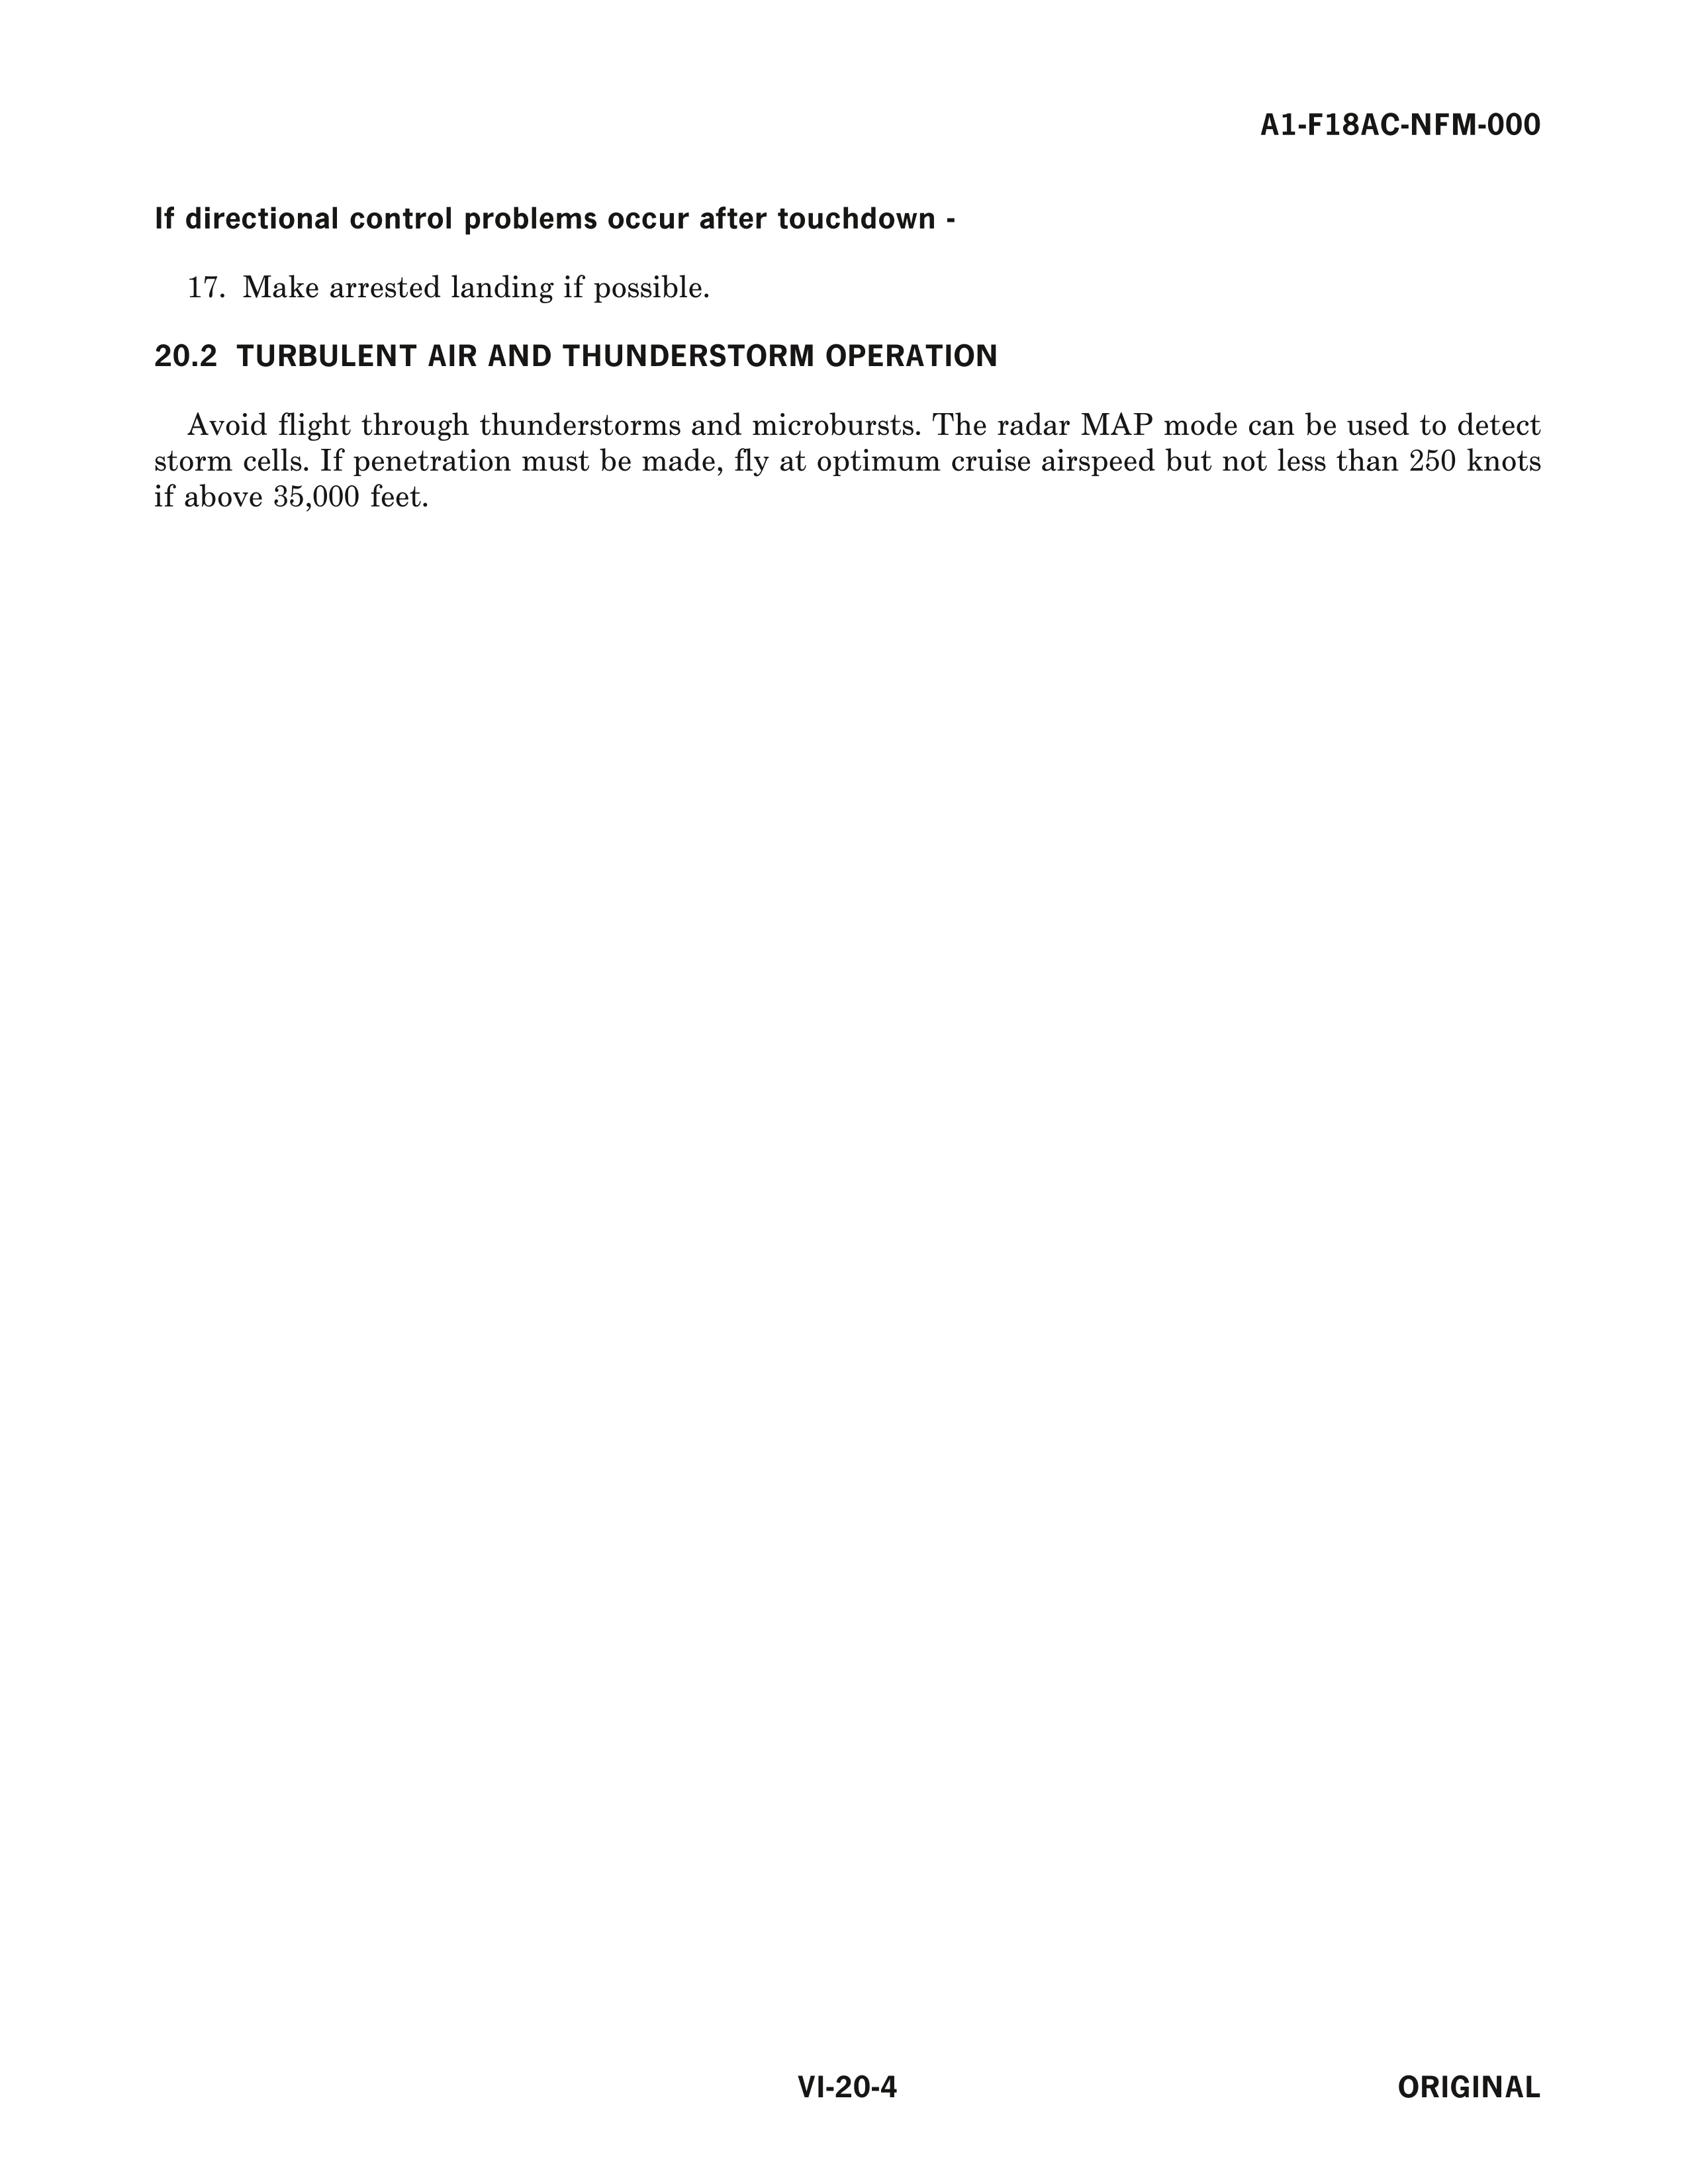 A1-F18AC-NFM-000
If directional control problems occur after touchdown -
17. Make arrested landing if possible.
20.2 TURBULENT AIR AND THUNDERSTORM OPERATION
Avoid flight through thunderstorms and microbursts. The radar MAP mode can be used to detect
storm cells. If penetration must be made, fly at optimum cruise airspeed but not less than 250 knots
if above 35,000 feet.
VI-20-4
ORIGINAL